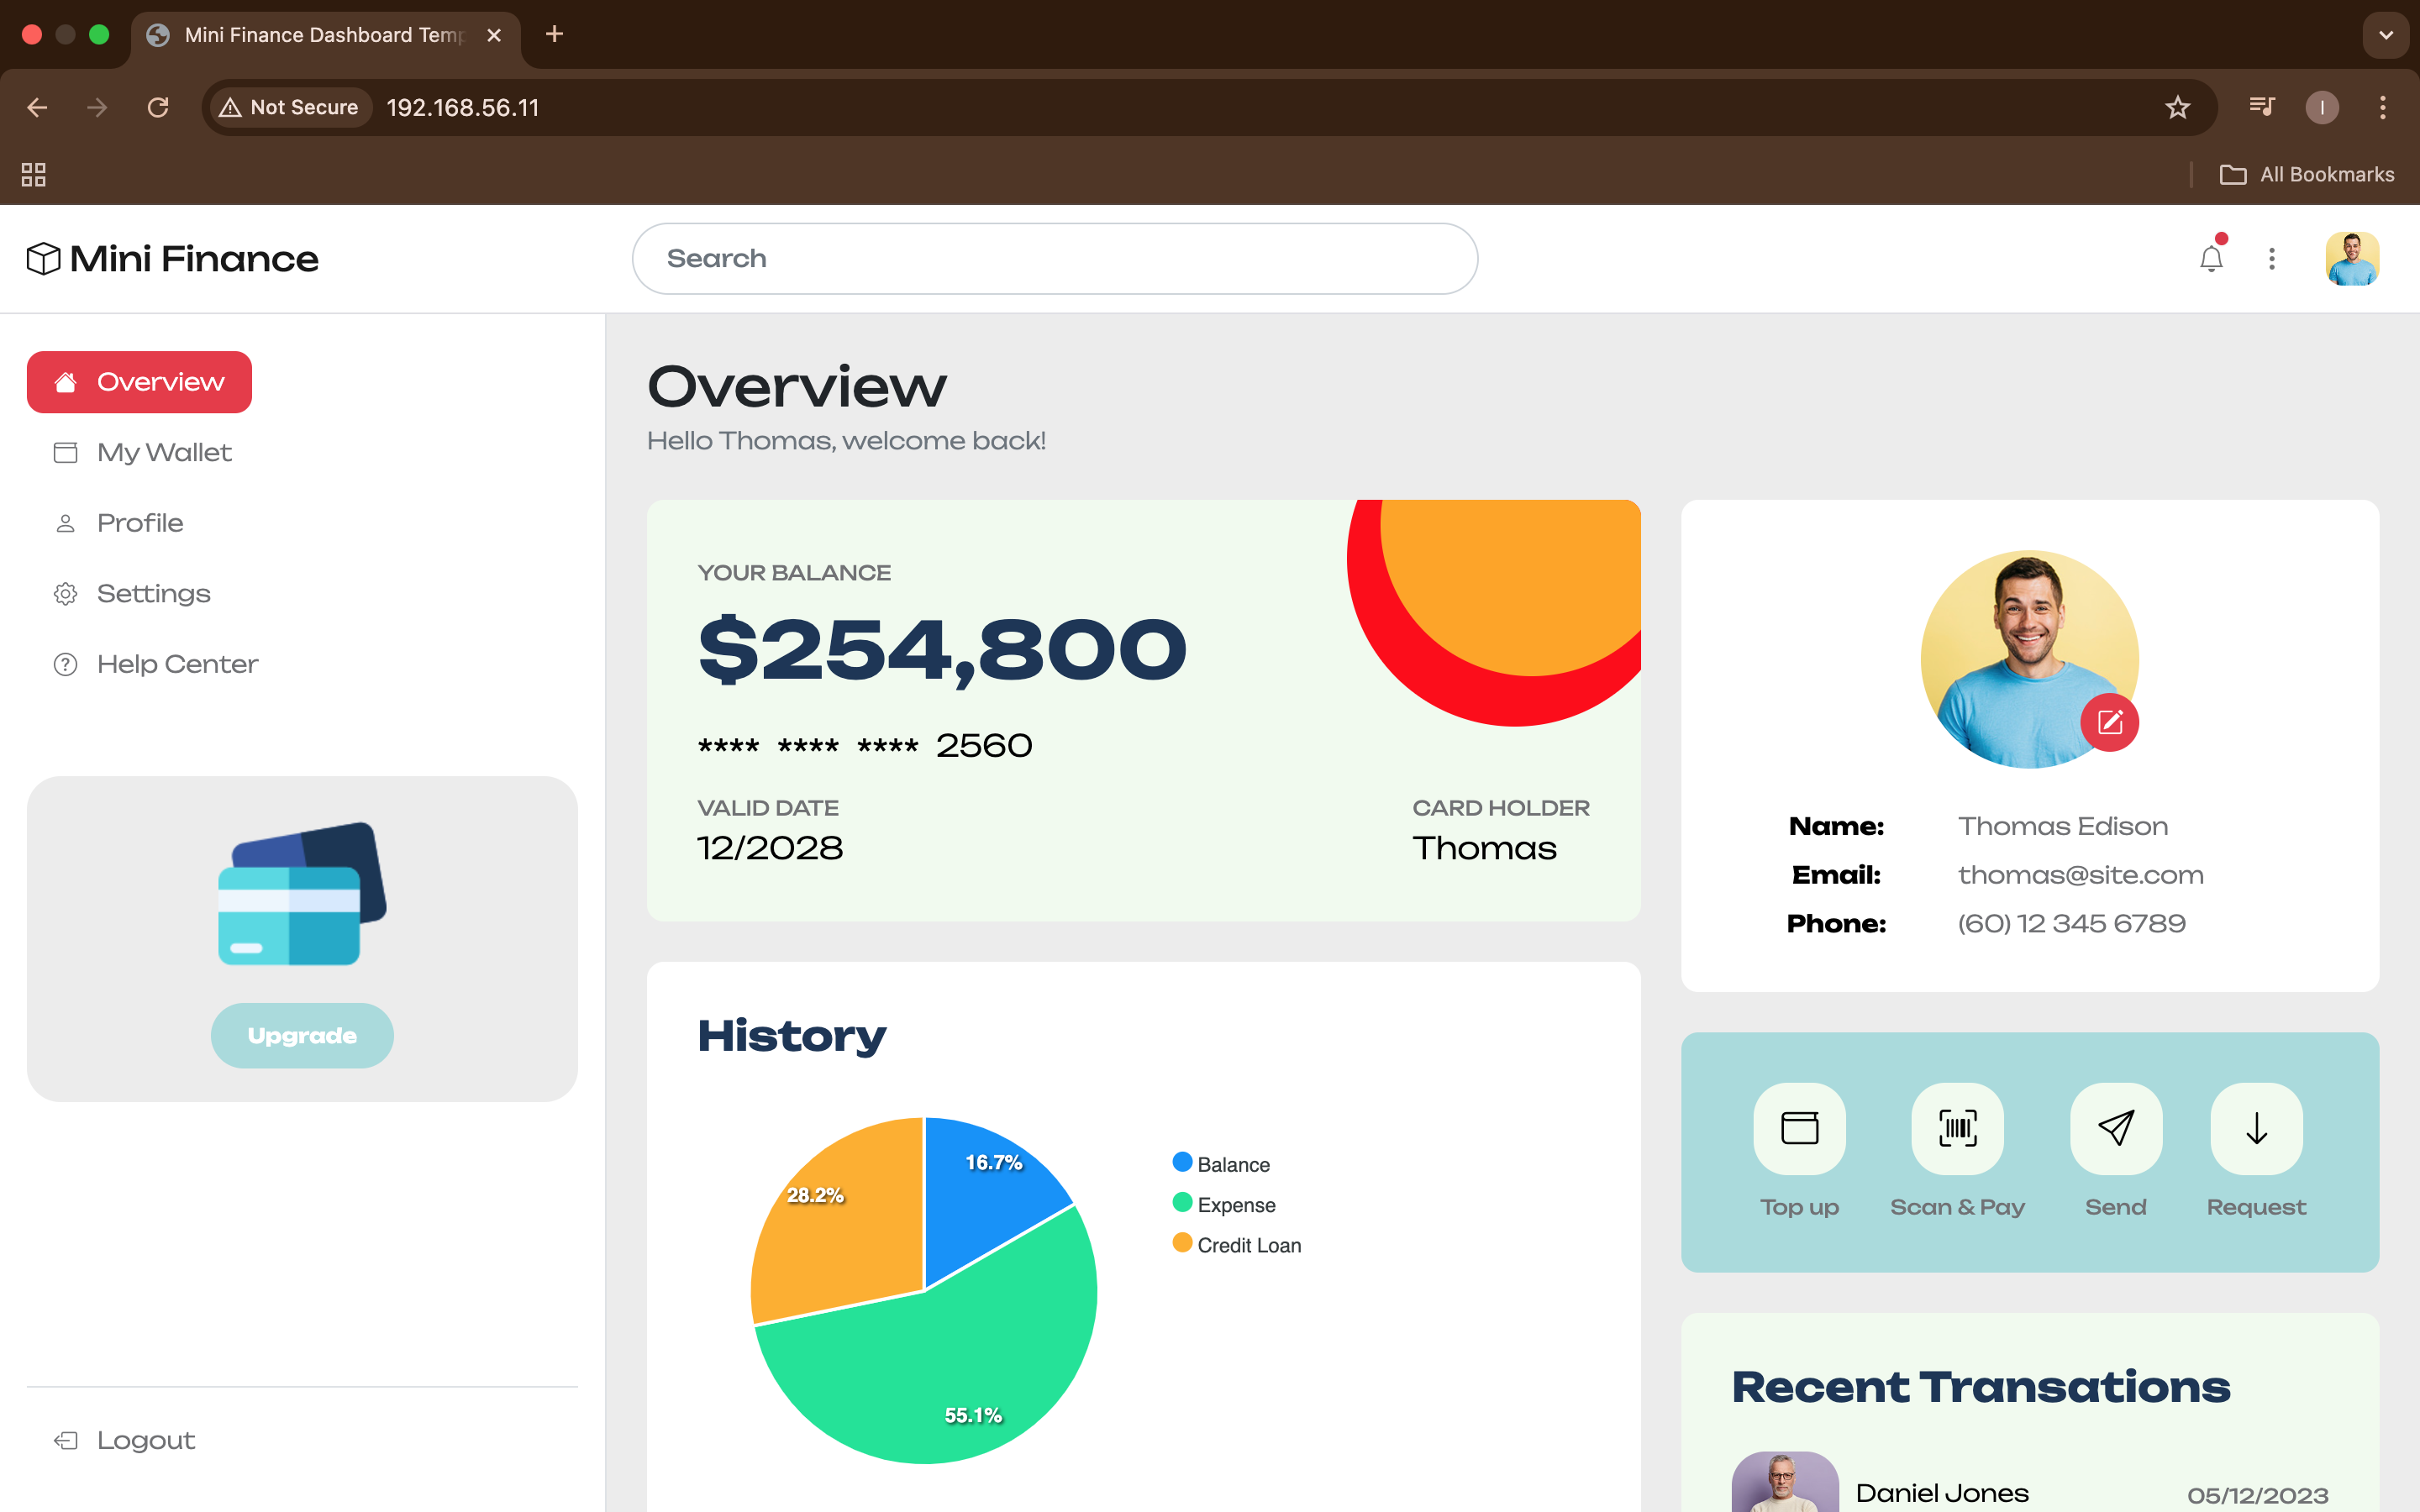 Mini Finance Dashboard Temp
Not Secure
192.168.56.11
I
All Bookmarks
Mini Finance
Search
Overview
My Wallet
Profile
Settings
Help Center
Upgrade
Logout
Overview
Hello Thomas, welcome back!
YOUR BALANCE
$254,800
**** **** **** 2560
VALID DATE
12/2028
CARD HOLDER
Thomas
History
16.7%
28.2%
55.1%
Balance
Expense
Credit Loan
Name: Thomas Edison
Email: thomas@site.com
Phone: (60) 12 345 6789
Top up
Scan & Pay
Send
Request
Recent Transations
Daniel Jones
05/12/2023